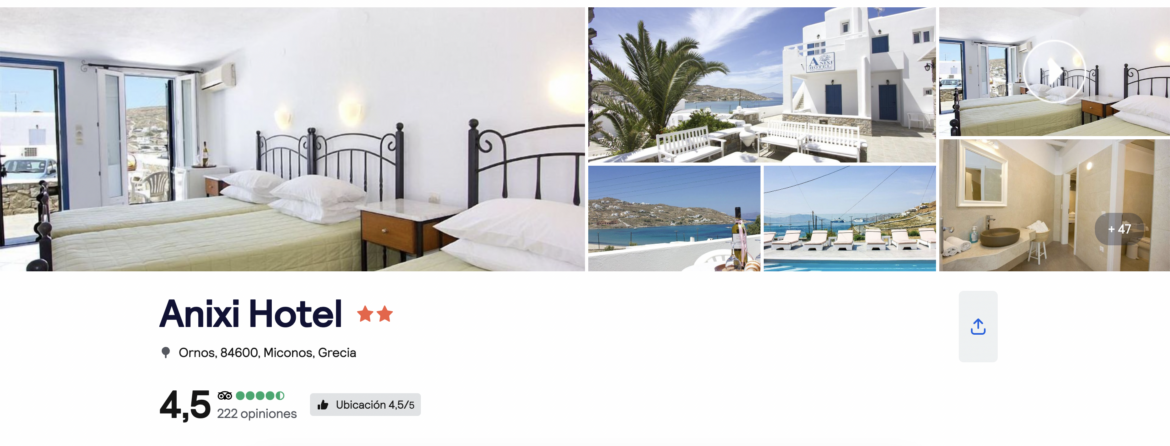 + 47
Anixi Hotel
Ornos, 84600, Miconos, Grecia
4,5
222 opiniones
Ubicación 4,5/5